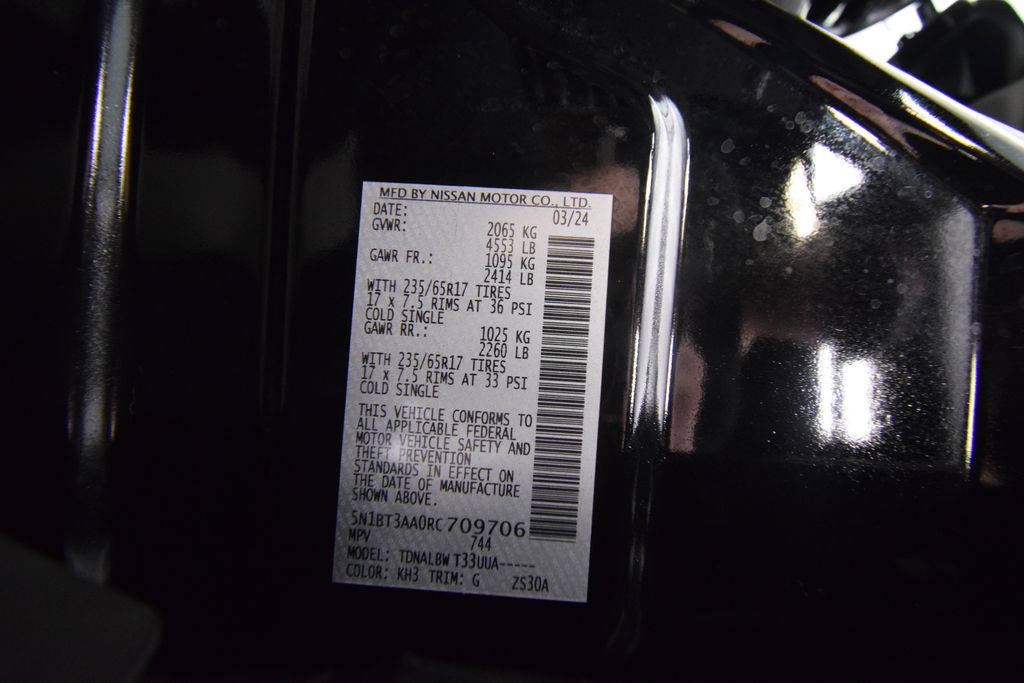 MFD BY NISSAN MOTOR CO., LTD.
DATE: 03/24
GVWR: 2065 KG
4553 LB
GAWR FR.: 1095 KG
2414 LB
WITH 235/65R17 TIRES
17 x 7.5 RIMS AT 36 PSI
COLD SINGLE
GAWR RR.: 1025 KG
2260 LB
WITH 235/65R17 TIRES
17 x 7.5 RIMS AT 33 PSI
COLD SINGLE
THIS VEHICLE CONFORMS TO
ALL APPLICABLE FEDERAL
MOTOR VEHICLE SAFETY AND
THEFT PREVENTION
STANDARDS IN EFFECT ON
THE DATE OF MANUFACTURE
SHOWN ABOVE.
5N1BT3AA0RC709706
MPV 744
MODEL: TDNALBW T33UUA-----
COLOR: KH3 TRIM: G ZS30A